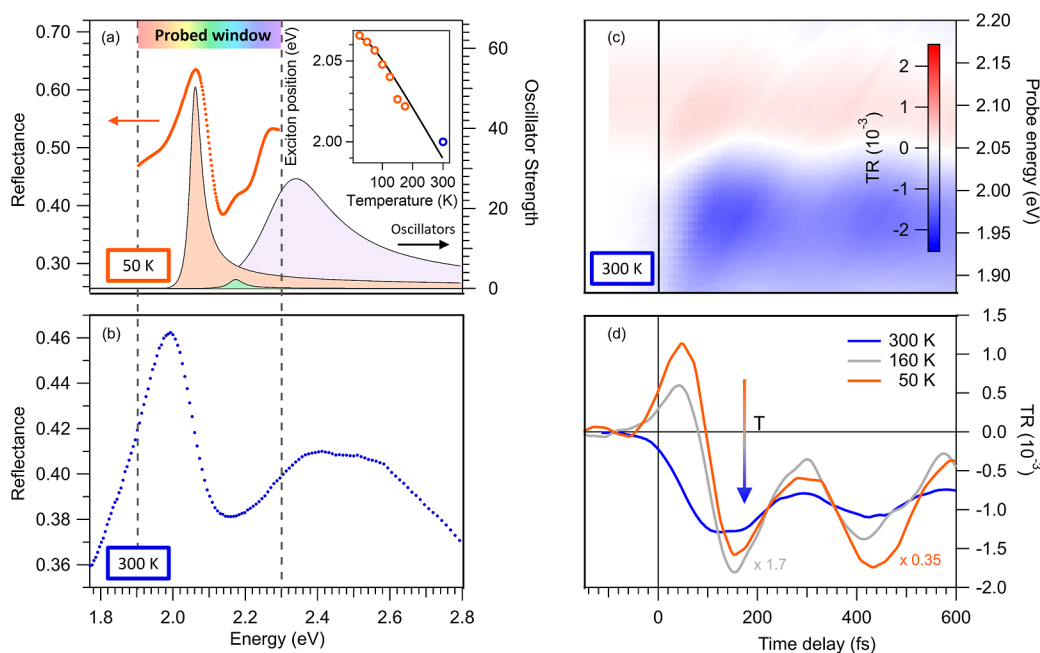 (a)
Probed window
0.70
0.60
0.50
0.40
0.30
Reflectance
60
40
20
0
Oscillator Strength
Exciton position (eV)
2.05
2.00
100
200
300
Temperature (K)
Oscillators
50 K
(b)
0.46
0.44
0.42
0.40
0.38
0.36
Reflectance
300 K
1.8
2.0
2.2
2.4
2.6
2.8
Energy (eV)
(c)
2
1
0
-1
-2
TR (10⁻³)
2.20
2.15
2.10
2.05
2.00
1.95
1.90
Probe energy (eV)
300 K
(d)
300 K
160 K
50 K
T
x 1.7
x 0.35
1.5
1.0
0.5
0.0
-0.5
-1.0
-1.5
-2.0
TR (10⁻³)
0
200
400
600
Time delay (fs)